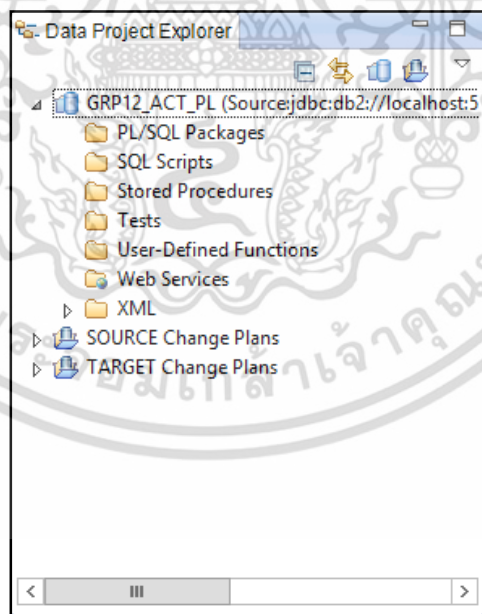 Data Project Explorer
GRP12_ACT_PL (Source:jdbc:db2://localhost:5
PL/SQL Packages
SQL Scripts
Stored Procedures
Tests
User-Defined Functions
Web Services
XML
SOURCE Change Plans
TARGET Change Plans